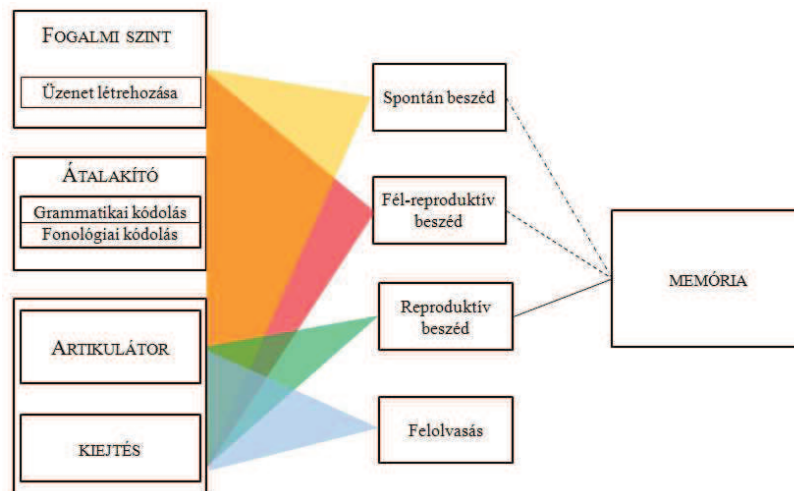 FOGALMI SZINT
Üzenet létrehozása
ÁTALAKÍTÓ
Grammatikai kódolás
Fonológiai kódolás
ARTIKULÁTOR
KIEJTÉS
Spontán beszéd
Fél-reproduktív
beszéd
Reproduktív
beszéd
Felolvasás
MEMÓRIA